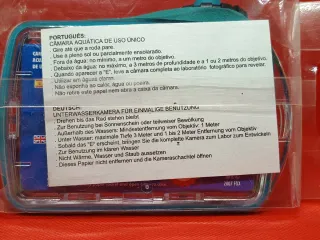 PORTUGUÊS:
CÂMARA AQUÁTICA DE USO ÚNICO
. Gire até que a roda pare.
. Use a pleno sol ou parcialmente ensolarado.
. Fora da água: no mínimo, a um metro do objetivo.
. Debaixo da água: no máximo, a 3 metros de profundidade e a 1 ou 2 metros do objetivo.
. Quando aparecer a "E", leve a câmara completa ao laboratório fotográfico para revelar.
. Utilize em águas claras.
. Não exponha ao calor, água ou poeira.
. Não retire este papel nem abra a caixa da câmara.
DEUTSCH:
UNTERWASSERKAMERA FÜR EINMALIGE BENUTZUNG
. Drehen bis das Rad stehen bleibt
. Zur Benutzung bei Sonnenschein oder teilweiser Bewölkung
. Außerhalb des Wassers: Mindestentfernung vom Objektiv: 1 Meter
. Unter Wasser: maximale Tiefe 3 Meter und 1 bis 2 Meter Entfernung vom Objektiv
. Sobald das "E" erscheint, bringen Sie die komplette Kamera zum Labor zum Entwickeln
. Zur Benutzung im klaren Wasser
. Nicht Wärme, Wasser und Staub aussetzen
. Dieses Papier nicht entfernen und die Kameraschachtel öffnen